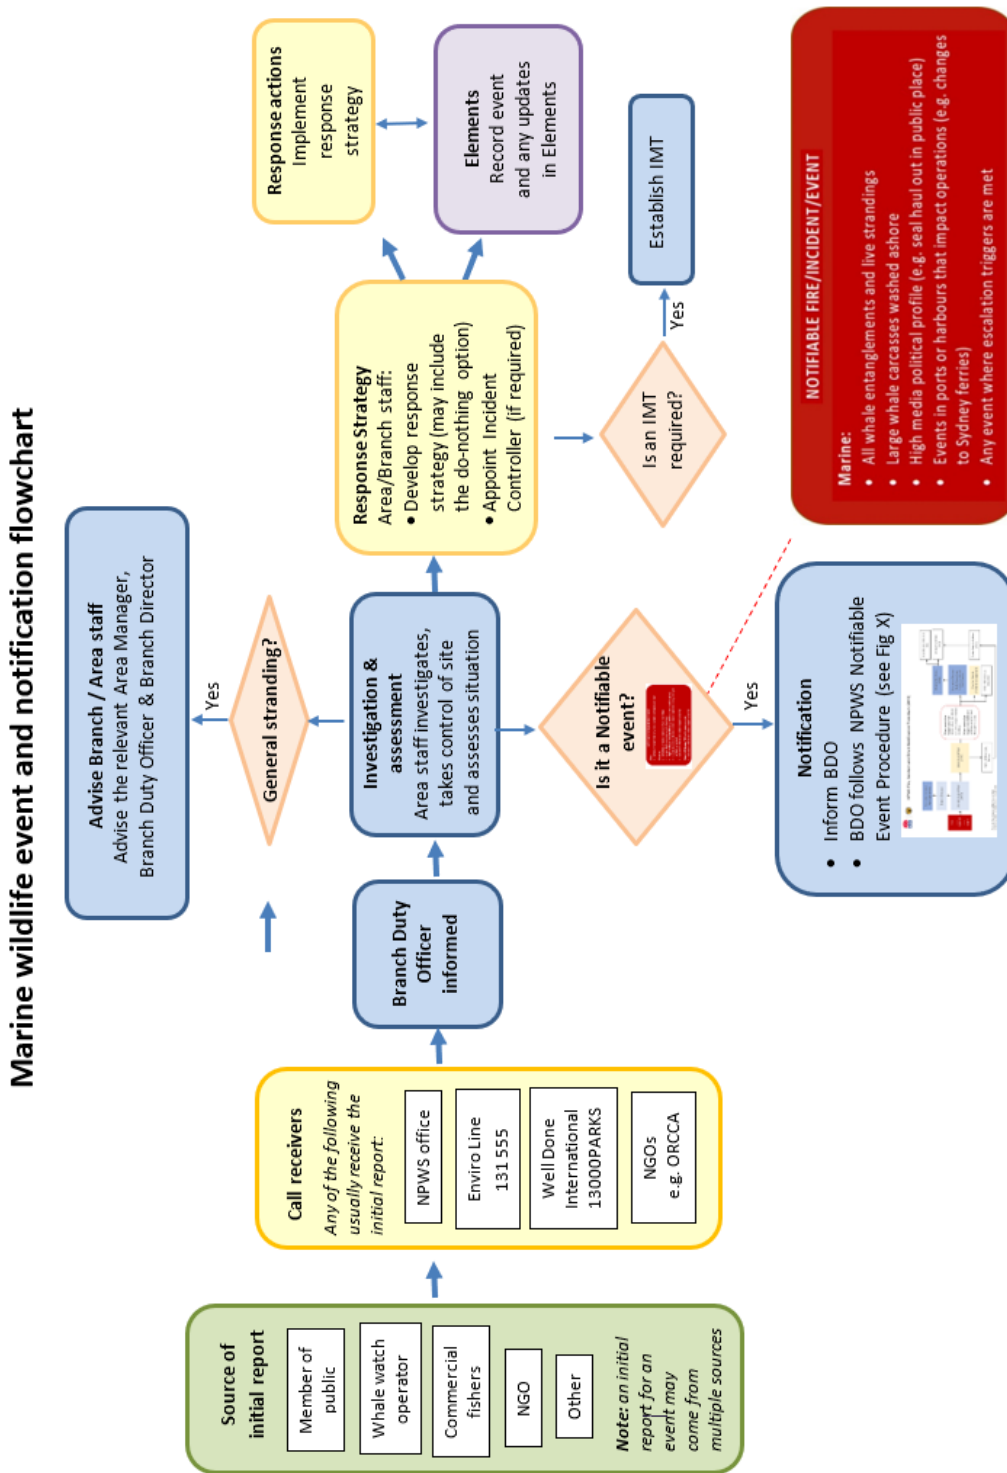 Marine wildlife event and notification flowchart
Source of
initial report
Member of
public
Whale watch
operator
Commercial
fishers
NGO
Other
Note: an initial
report for an
event may
come from
multiple sources
Call receivers
Any of the following
usually receive the
initial report:
NPWS office
Enviro Line
131 555
Well Done
International
13000PARKS
NGOs
e.g. ORCCA
Branch Duty
Officer
informed
Advise Branch / Area staff
Advise the relevant Area Manager,
Branch Duty Officer & Branch Director
Yes
General stranding?
Investigation &
assessment
Area staff investigates,
takes control of site
and assesses situation
Is it a Notifiable
event?
Yes
Notification
• Inform BDO
• BDO follows NPWS Notifiable
Event Procedure (see Fig X)
Response Strategy
Area/Branch staff:
• Develop response
strategy (may include
the do-nothing option)
• Appoint Incident
Controller (if required)
Is an IMT
required?
Yes
Establish IMT
Response actions
Implement
response
strategy
Elements
Record event
and any updates
in Elements
NOTIFIABLE FIRE/INCIDENT/EVENT
Marine:
• All whale entanglements and live strandings
• Large whale carcasses washed ashore
• High media political profile (e.g. seal haul out in public place)
• Events in ports or harbours that impact operations (e.g. changes
to Sydney ferries)
• Any event where escalation triggers are met